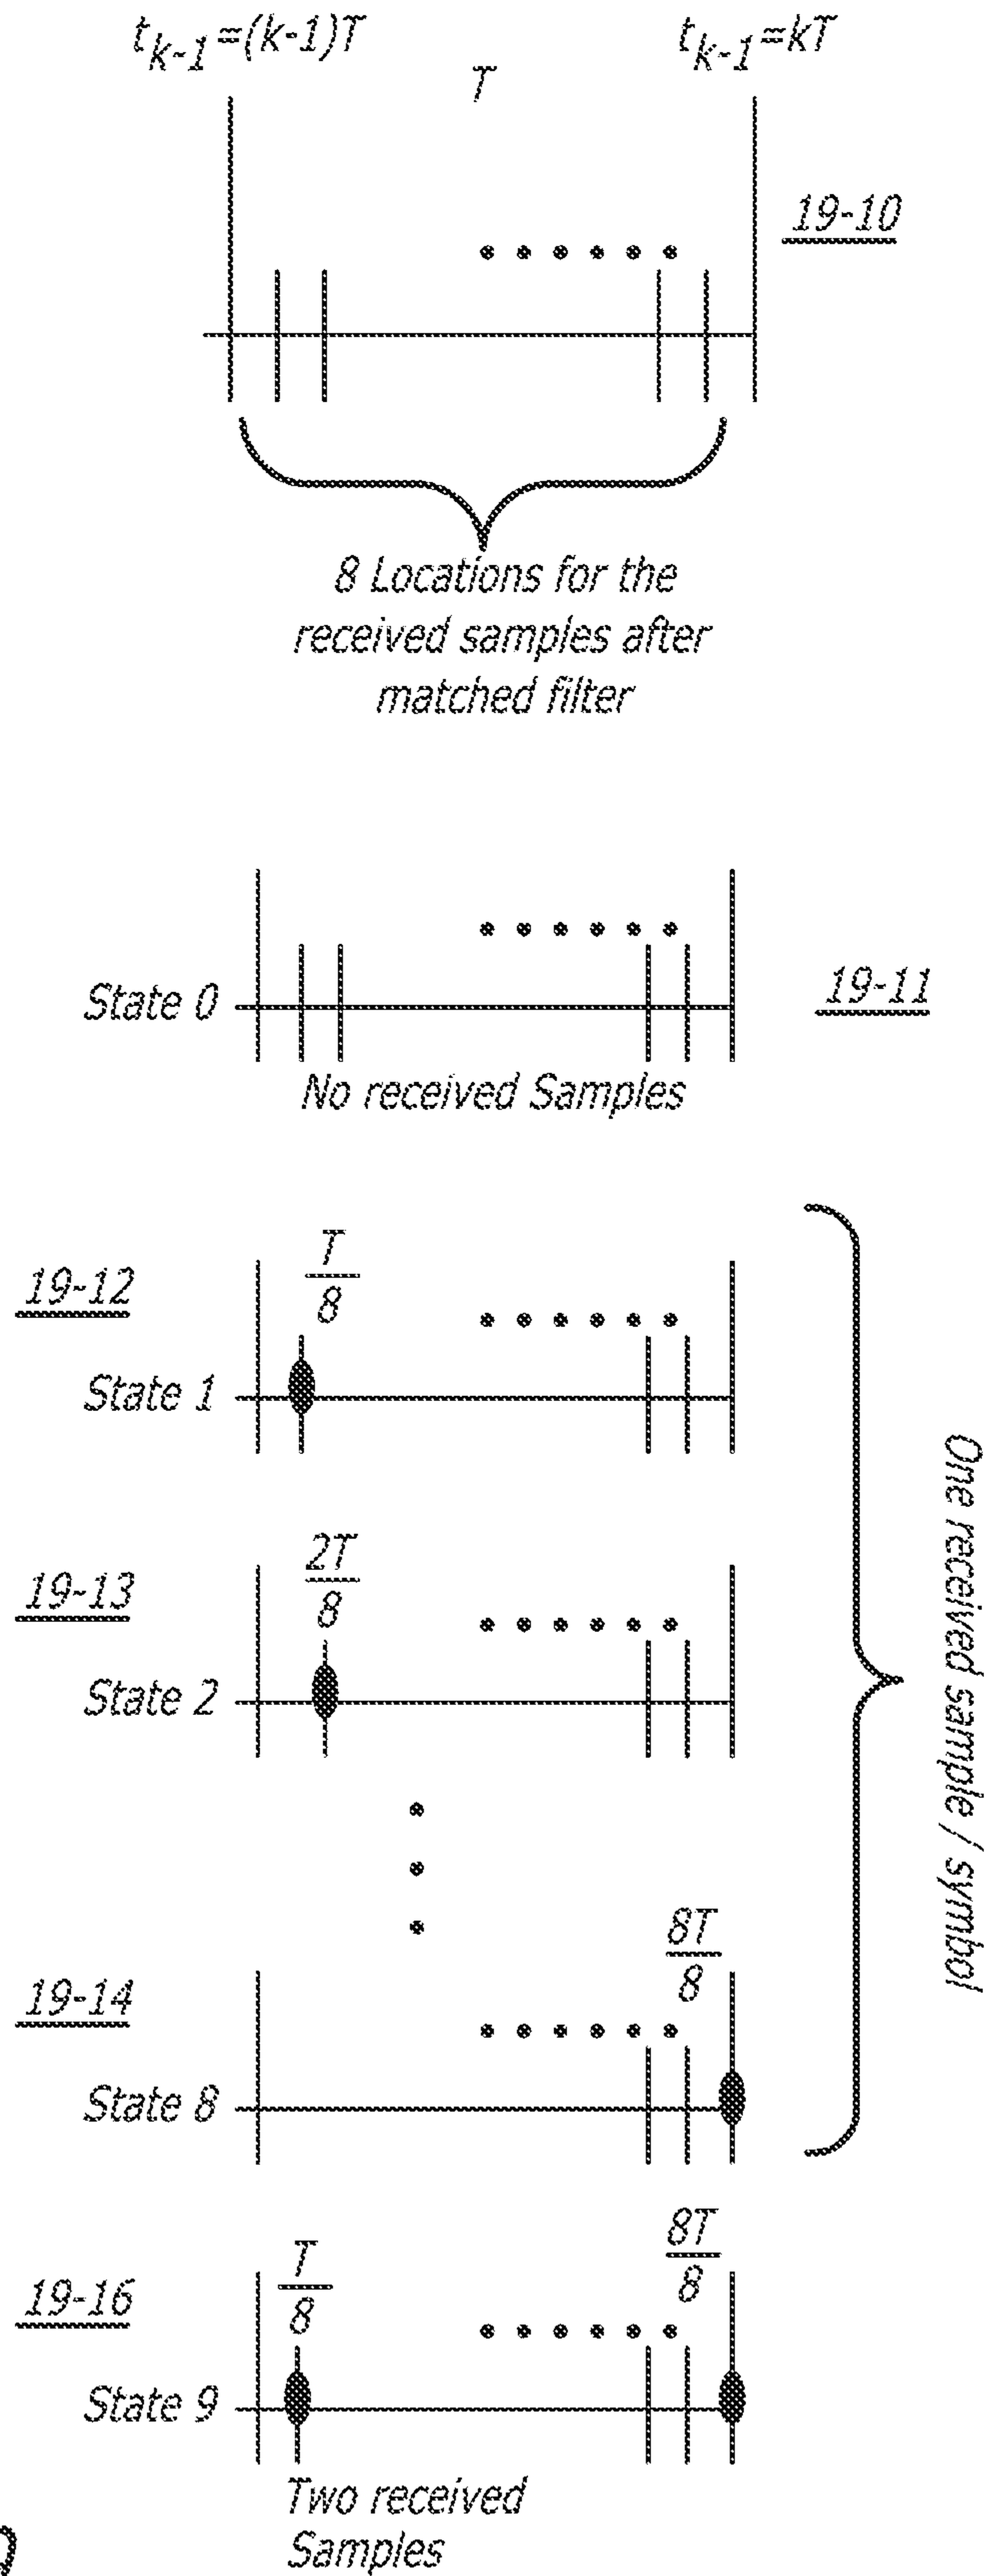 t_{k-1}=(k-1)T
t_{k-1}=kT
T
19-10
8 Locations for the
received samples after
matched filter
State 0
19-11
No received Samples
19-12
T/8
State 1
19-13
2T/8
State 2
One received sample / symbol
19-14
8T/8
State 8
19-16
T/8
8T/8
State 9
Two received
Samples